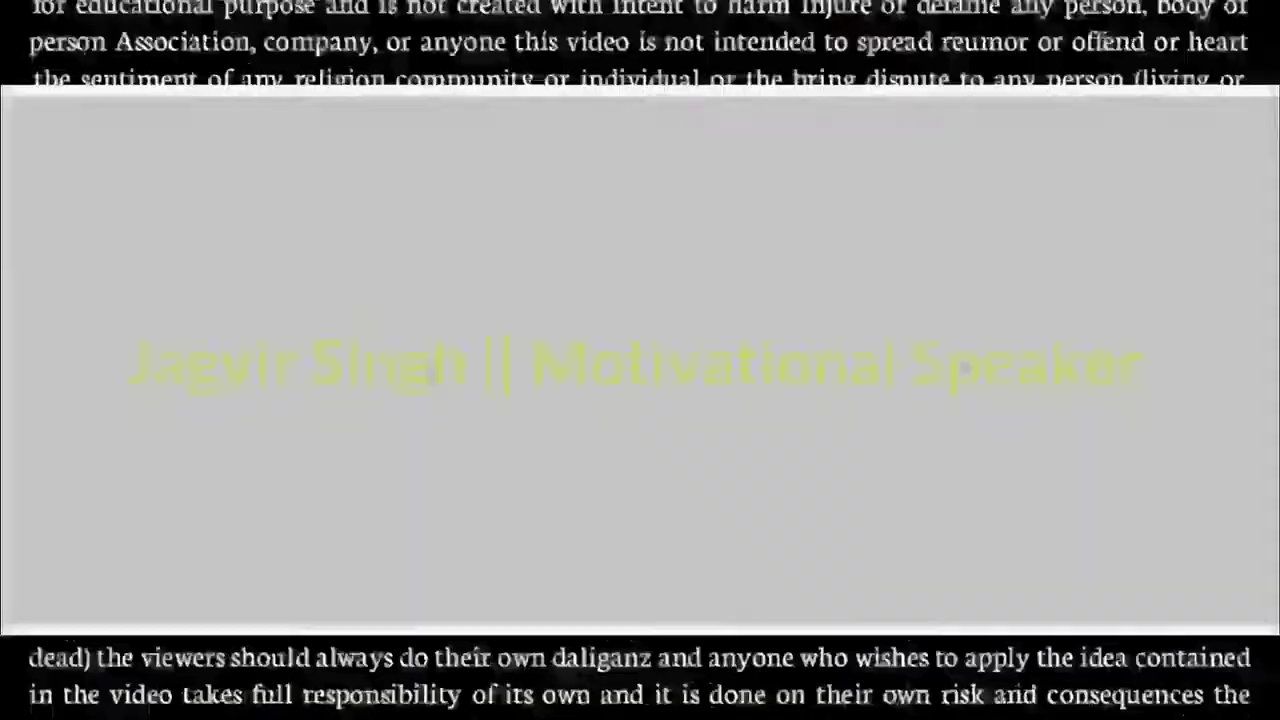 for educational purpose and is not created with intent to harm injure or defame any person, body of
person Association, company, or anyone this video is not intended to spread reumor or offend or heart
the sentiment of any religion community or individual or the bring dispute to any person (living or
Jagvir Singh || Motivational Speaker
dead) the viewers should always do their own daliganz and anyone who wishes to apply the idea contained
in the video takes full responsibility of its own and it is done on their own risk and consequences the